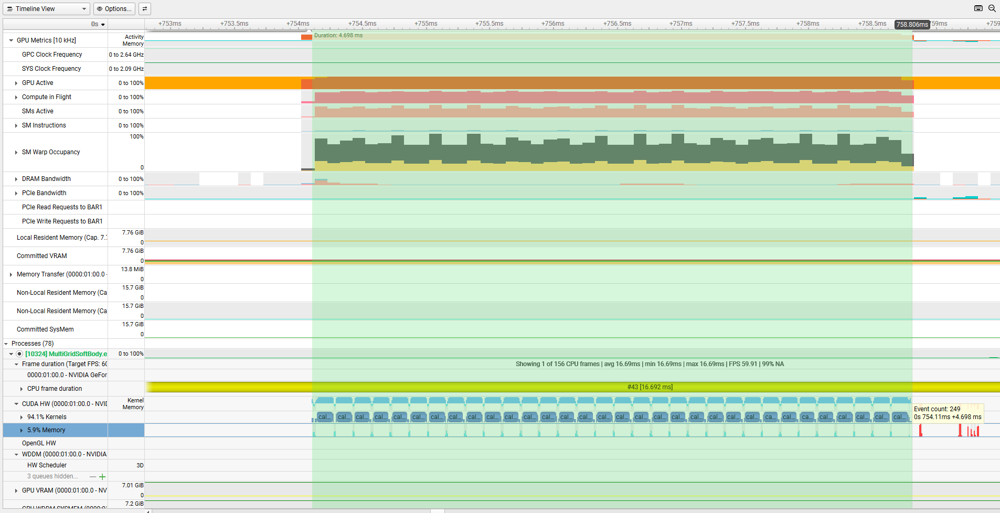 Timeline View
Options...
0s
+753ms +753.5ms +754ms +754.5ms +755ms +755.5ms +756ms +756.5ms +757ms +757.5ms +758ms +758.5ms 758.806ms 59ms +759
GPU Metrics [10 kHz] Activity
Memory
Duration: 4.698 ms
GPC Clock Frequency 0 to 2.64 GHz
SYS Clock Frequency 0 to 2.09 GHz
GPU Active 0 to 100%
Compute in Flight 0 to 100%
SMs Active 0 to 100%
SM Instructions 0 to 100%
100%
SM Warp Occupancy
0
DRAM Bandwidth 0 to 100%
PCIe Bandwidth 0 to 100%
PCIe Read Requests to BAR1
PCIe Write Requests to BAR1
7.76 GiB
Local Resident Memory (Cap. 7.7
0
7.76 GiB
Committed VRAM
0
13.8 MiB
Memory Transfer (0000:01:00.0 -
0
15.7 GiB
Non-Local Resident Memory (Ca
0
15.7 GiB
Non-Local Resident Memory (Ca
0
15.7 GiB
Committed SysMem
0
Processes (78)
[10324] MultiGridSoftBody.e 0 to 100%
Frame duration (Target FPS: 60 Showing 1 of 156 CPU frames | avg 16.69ms | min 16.69ms | max 16.69ms | FPS 59.91 | 99% NA
0000:01:00.0 - NVIDIA GeFor
CPU frame duration #43 [16.692 ms]
CUDA HW (0000:01:00.0 - NVID Kernel
Memory
Event count: 249
0s 754.11ms +4.698 ms
94.1% Kernels cal... cal... cal... cal... cal... cal... cal... cal... cal... cal... cal... cal... cal... cal... cal... cal... cal... cal... cal... cal... cal... cal... cal... cal... cal... cal... cal... cal... cal... cal... cal... cal...
5.9% Memory
OpenGL HW
WDDM (0000:01:00.0 - NVIDIA
HW Scheduler 3D
3 queues hidden...
7.01 GiB
GPU VRAM (0000:01:00.0 - NV
0
7.2 GiB
GPU WDDM SYSMEM (0000:01